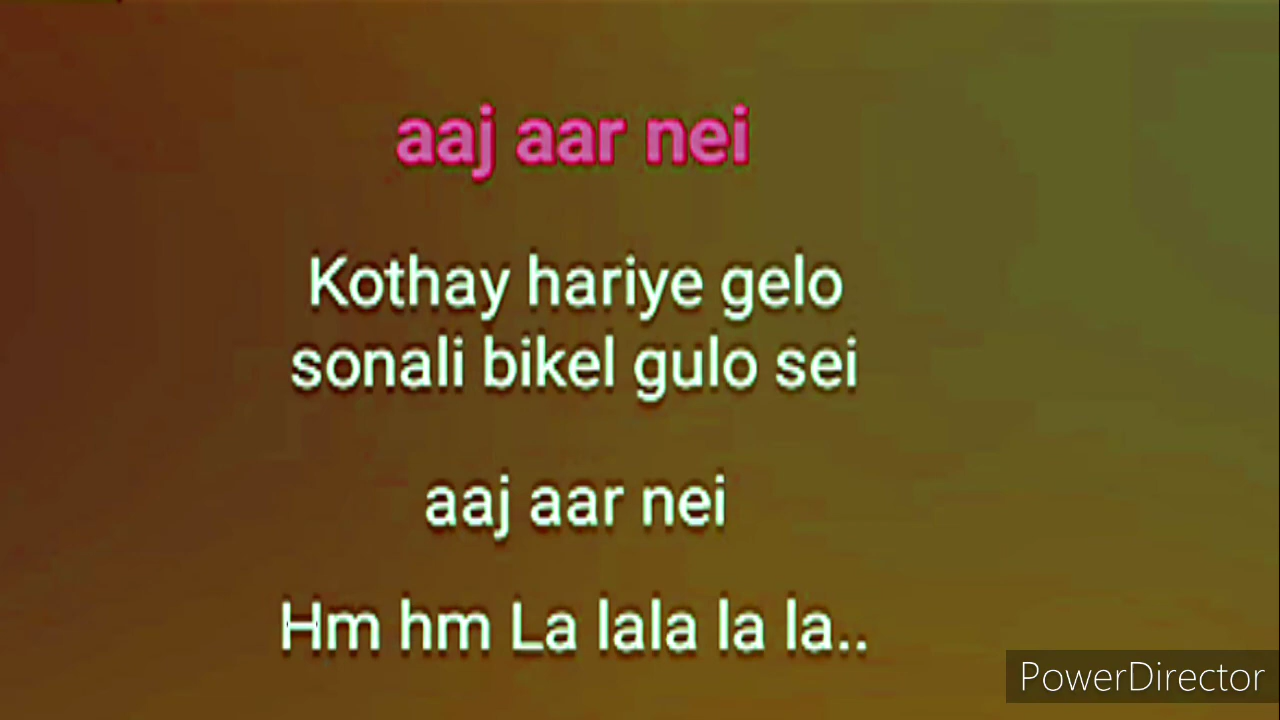 aaj aar nei
Kothay hariye gelo
sonali bikel gulo sei
aaj aar nei
Hm hm La lala la la..
PowerDirector